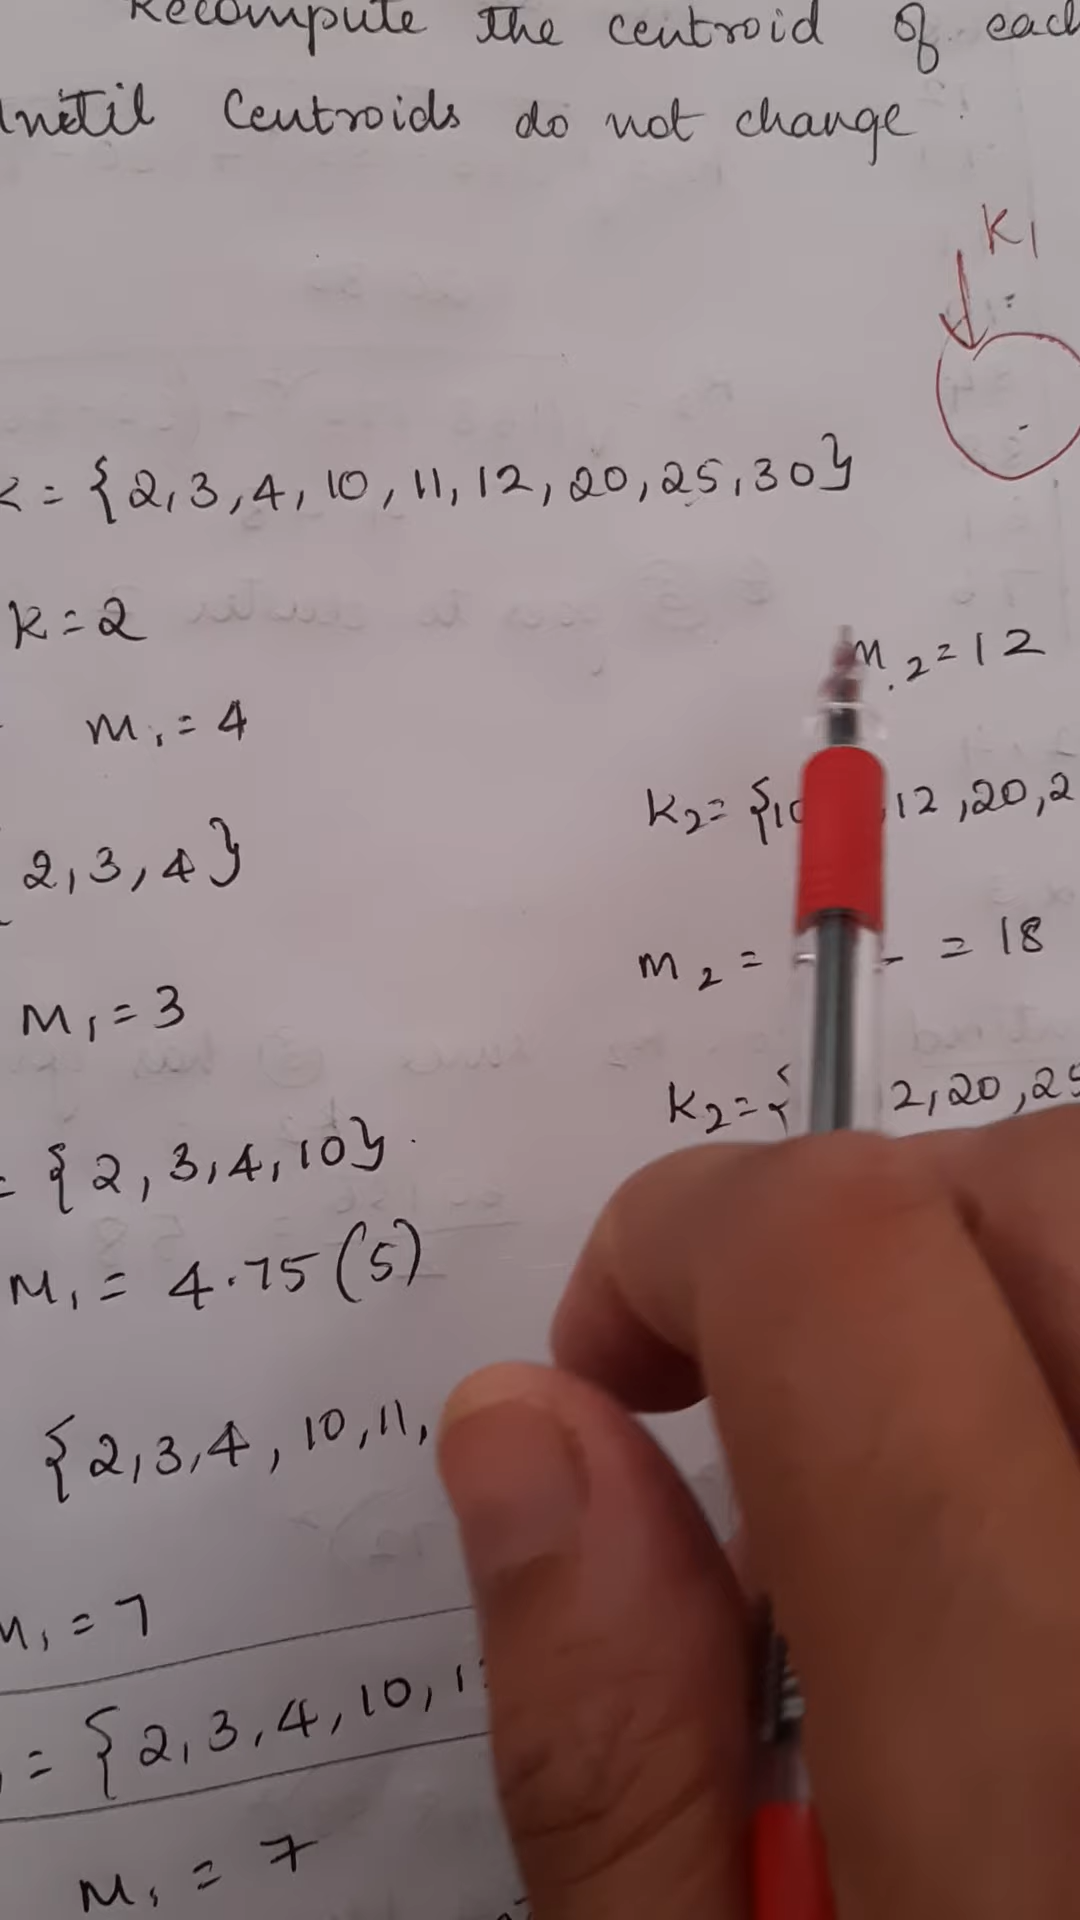 Recompute the centroid of each
Until Centroids do not change
K1
= {2,3,4,10,11,12,20,25,30}
k=2
m2=12
m1=4
k2= {10 12,20,2
2,3,4}
m2 = = 18
M1=3
k2={ 2,20,25
= {2,3,4,10}
M1= 4.75(5)
{2,3,4,10,11,
M1=7
= {2,3,4,10,1
M1 = 7